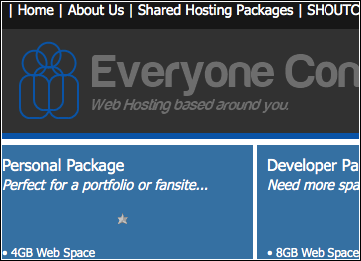 | Home | About Us | Shared Hosting Packages | SHOUTC
Everyone Con
Web Hosting based around you.
Personal Package
Perfect for a portfolio or fansite...
• 4GB Web Space
Developer Pa
Need more spa
• 8GB Web Space